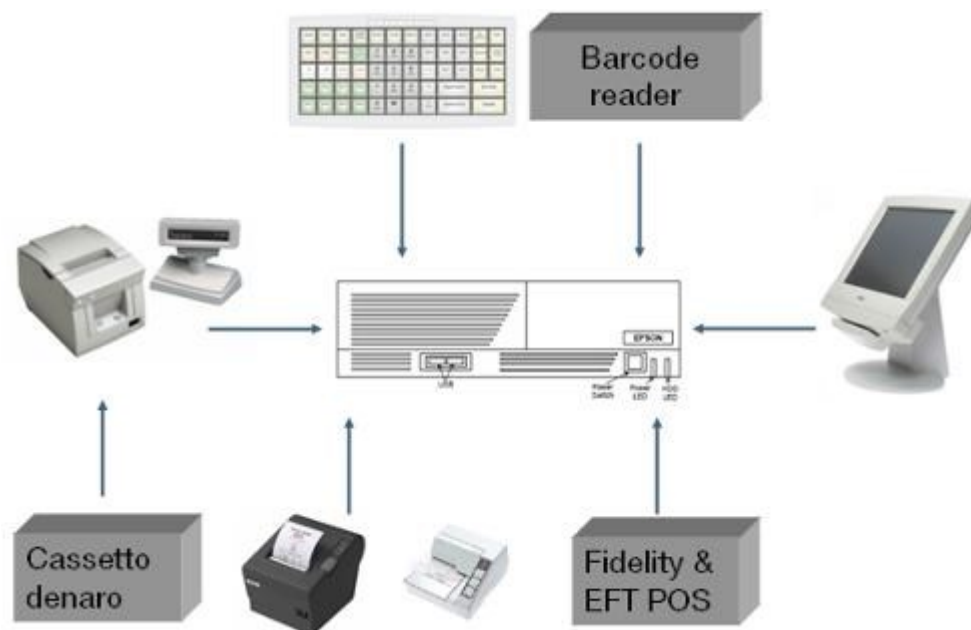 Barcode
reader
EPSON
USB
Power
Switch
Power
LED
HDD
LED
Cassetto
denaro
Fidelity &
EFT POS